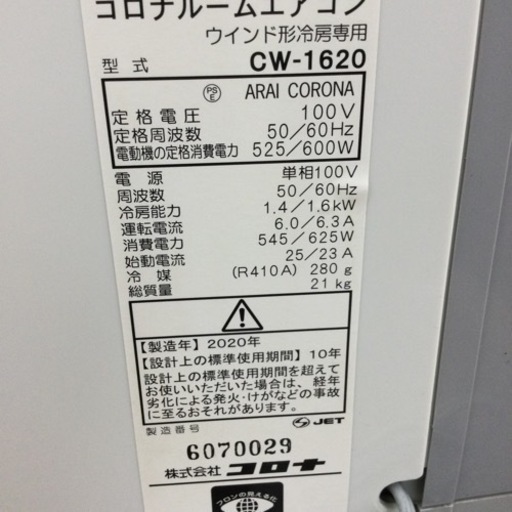 コロナルームエアコン
ウインド形冷房専用
型式 CW-1620
PS E ARAI CORONA
定格電圧 100V
定格周波数 50/60Hz
電動機の定格消費電力 525/600W
電源 単相100V
周波数 50/60Hz
冷房能力 1.4/1.6kW
運転電流 6.0/6.3A
消費電力 545/625W
始動電流 25/23A
冷媒 (R410A) 280g
総質量 21kg
【製造年】2020年
【設計上の標準使用期間】10年
設計上の標準使用期間を超えて
お使いいただいた場合は、経年
劣化による発火・けがなどの事故
に至るおそれがあります。
JET
製造番号
6070029
株式会社コロナ
フロンの見える化